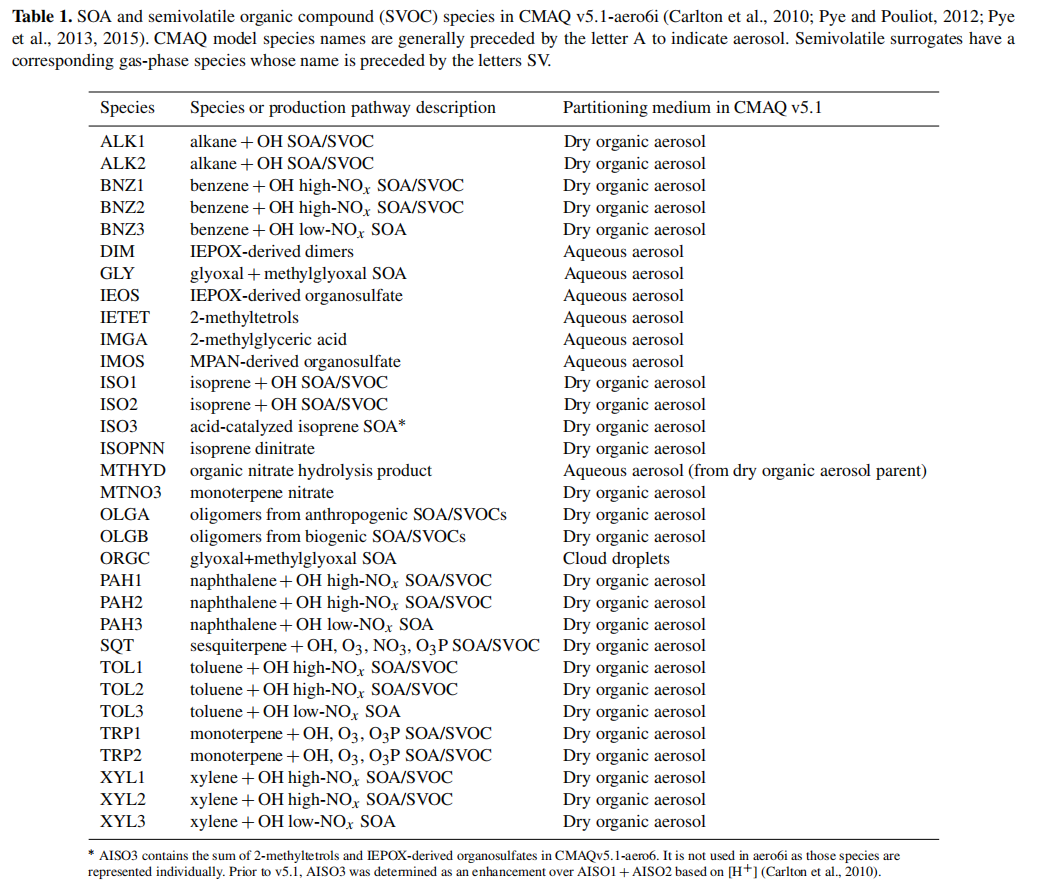 Table 1. SOA and semivolatile organic compound (SVOC) species in CMAQ v5.1-aero6i (Carlton et al., 2010; Pye and Pouliot, 2012; Pye
et al., 2013, 2015). CMAQ model species names are generally preceded by the letter A to indicate aerosol. Semivolatile surrogates have a
corresponding gas-phase species whose name is preceded by the letters SV.
Species Species or production pathway description Partitioning medium in CMAQ v5.1
ALK1 alkane + OH SOA/SVOC Dry organic aerosol
ALK2 alkane + OH SOA/SVOC Dry organic aerosol
BNZ1 benzene + OH high-NOx SOA/SVOC Dry organic aerosol
BNZ2 benzene + OH high-NOx SOA/SVOC Dry organic aerosol
BNZ3 benzene + OH low-NOx SOA Dry organic aerosol
DIM IEPOX-derived dimers Aqueous aerosol
GLY glyoxal + methylglyoxal SOA Aqueous aerosol
IEOS IEPOX-derived organosulfate Aqueous aerosol
IETET 2-methyltetrols Aqueous aerosol
IMGA 2-methylglyceric acid Aqueous aerosol
IMOS MPAN-derived organosulfate Aqueous aerosol
ISO1 isoprene + OH SOA/SVOC Dry organic aerosol
ISO2 isoprene + OH SOA/SVOC Dry organic aerosol
ISO3 acid-catalyzed isoprene SOA* Dry organic aerosol
ISOPNN isoprene dinitrate Dry organic aerosol
MTHYD organic nitrate hydrolysis product Aqueous aerosol (from dry organic aerosol parent)
MTNO3 monoterpene nitrate Dry organic aerosol
OLGA oligomers from anthropogenic SOA/SVOCs Dry organic aerosol
OLGB oligomers from biogenic SOA/SVOCs Dry organic aerosol
ORGC glyoxal+methylglyoxal SOA Cloud droplets
PAH1 naphthalene + OH high-NOx SOA/SVOC Dry organic aerosol
PAH2 naphthalene + OH high-NOx SOA/SVOC Dry organic aerosol
PAH3 naphthalene + OH low-NOx SOA Dry organic aerosol
SQT sesquiterpene + OH, O3, NO3, O3P SOA/SVOC Dry organic aerosol
TOL1 toluene + OH high-NOx SOA/SVOC Dry organic aerosol
TOL2 toluene + OH high-NOx SOA/SVOC Dry organic aerosol
TOL3 toluene + OH low-NOx SOA Dry organic aerosol
TRP1 monoterpene + OH, O3, O3P SOA/SVOC Dry organic aerosol
TRP2 monoterpene + OH, O3, O3P SOA/SVOC Dry organic aerosol
XYL1 xylene + OH high-NOx SOA/SVOC Dry organic aerosol
XYL2 xylene + OH high-NOx SOA/SVOC Dry organic aerosol
XYL3 xylene + OH low-NOx SOA Dry organic aerosol
* AISO3 contains the sum of 2-methyltetrols and IEPOX-derived organosulfates in CMAQv5.1-aero6. It is not used in aero6i as those species are
represented individually. Prior to v5.1, AISO3 was determined as an enhancement over AISO1 + AISO2 based on [H+] (Carlton et al., 2010).